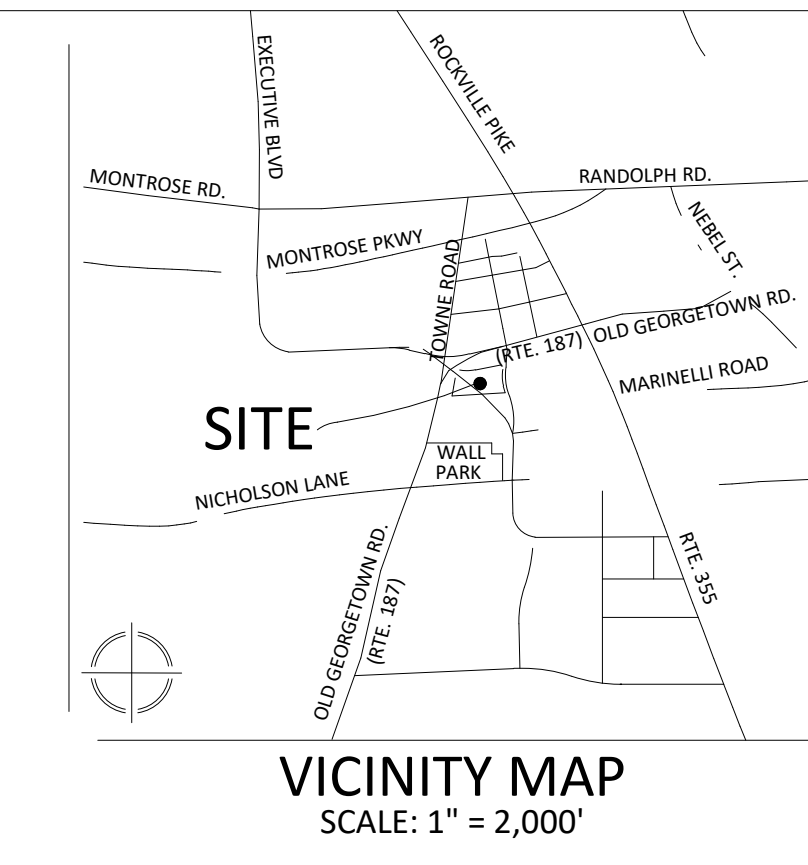 EXECUTIVE BLVD
ROCKVILLE PIKE
MONTROSE RD.
RANDOLPH RD.
NEBEL ST.
MONTROSE PKWY
TOWNE ROAD
OLD GEORGETOWN RD.
(RTE. 187)
MARINELLI ROAD
SITE
WALL
PARK
NICHOLSON LANE
OLD GEORGETOWN RD.
(RTE. 187)
RTE. 355
VICINITY MAP
SCALE: 1" = 2,000'